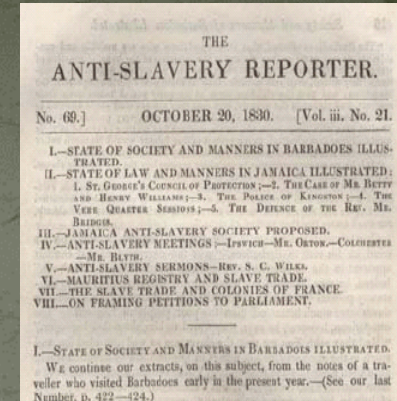 THE
ANTI-SLAVERY REPORTER.
No. 69.] OCTOBER 20, 1830. [Vol. iii. No. 21.
I.—STATE OF SOCIETY AND MANNERS IN BARBADOES ILLUS-
TRATED.
II.—STATE OF LAW AND MANNERS IN JAMAICA ILLUSTRATED:
1. ST. GEORGE'S COUNCIL OF PROTECTION;—2. THE CASE OF MR. BETTY
AND HENRY WILLIAMS;—3. THE POLICE OF KINGSTON;—4. THE
VERE QUARTER SESSIONS;—5. THE DEFENCE OF THE REV. MR.
BRIDGES.
III.—JAMAICA ANTI-SLAVERY SOCIETY PROPOSED.
IV.—ANTI-SLAVERY MEETINGS:—IPSWICH—MR. ORTON.—COLCHESTER
—MR. BLYTH.
V.—ANTI-SLAVERY SERMONS—REV. S. C. WILKS.
VI.—MAURITIUS REGISTRY AND SLAVE TRADE.
VII.—THE SLAVE TRADE AND COLONIES OF FRANCE.
VIII.—ON FRAMING PETITIONS TO PARLIAMENT.
I.—STATE OF SOCIETY AND MANNERS IN BARBADOES ILLUSTRATED.
WE continue our extracts, on this subject, from the notes of a tra-
veller who visited Barbadoes early in the present year.—(See our last
Number, p. 422—424.)